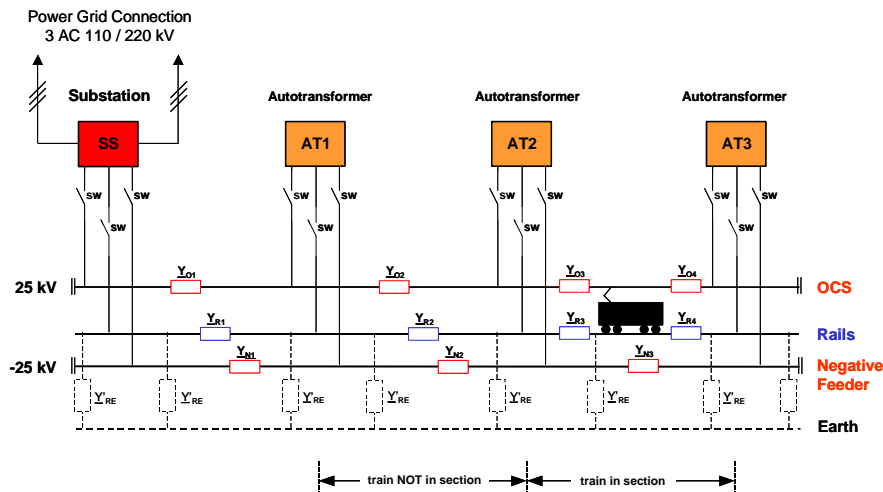 Power Grid Connection
3 AC 110 / 220 kV
Substation
Autotransformer
Autotransformer
Autotransformer
SS
AT1
AT2
AT3
SW
SW
SW
SW
SW
SW
SW
SW
SW
SW
SW
SW
25 kV
Y_O1
Y_O2
Y_O3
Y_O4
OCS
Y_R1
Y_R2
Y_R3
Y_R4
Rails
-25 kV
Y_N1
Y_N2
Y_N3
Negative
Feeder
Y'_RE
Y'_RE
Y'_RE
Y'_RE
Y'_RE
Y'_RE
Y'_RE
Y'_RE
Earth
train NOT in section
train in section